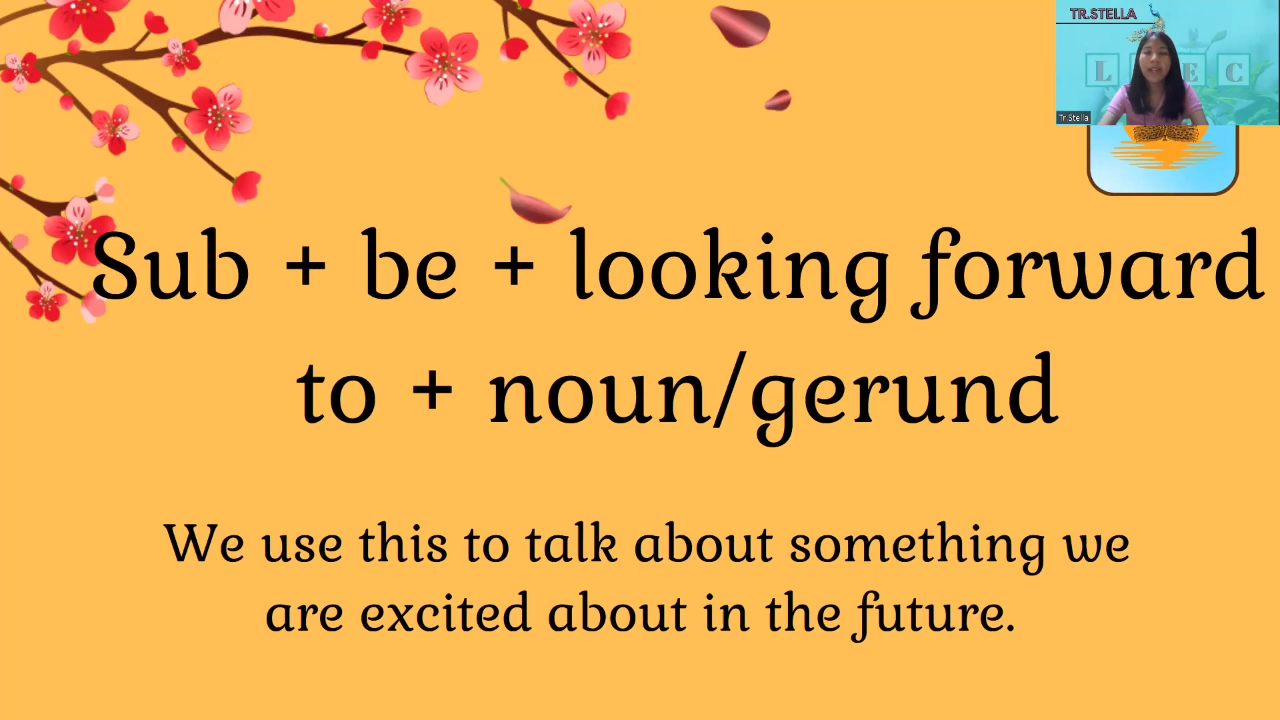 TR.STELLA
L E C
Tr.Stella
Sub + be + looking forward
to + noun/gerund
We use this to talk about something we
are excited about in the future.